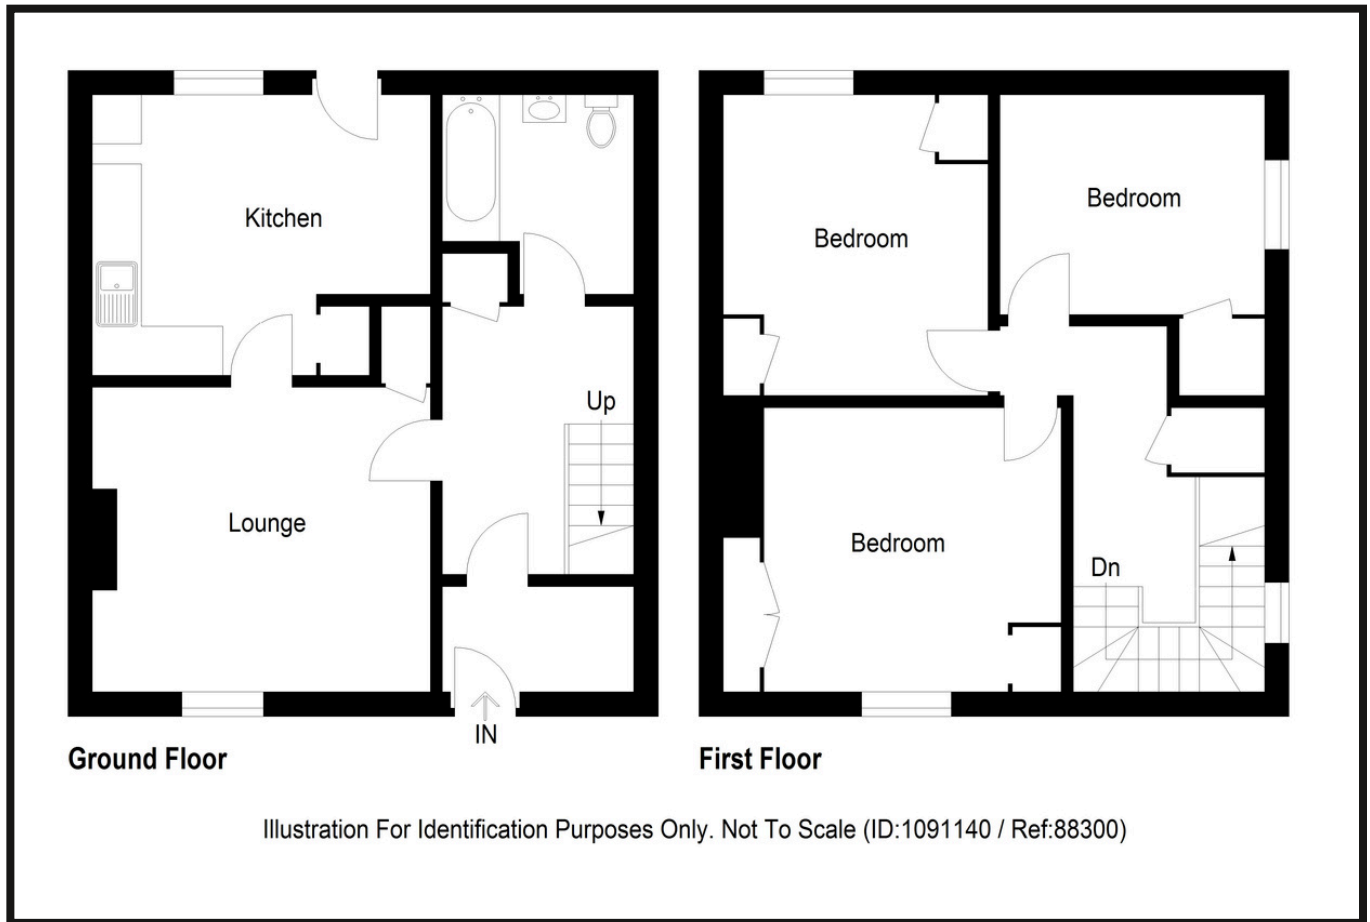 Kitchen
Up
Lounge
IN
Ground Floor
Bedroom
Bedroom
Bedroom
Dn
First Floor
Illustration For Identification Purposes Only. Not To Scale (ID:1091140 / Ref:88300)